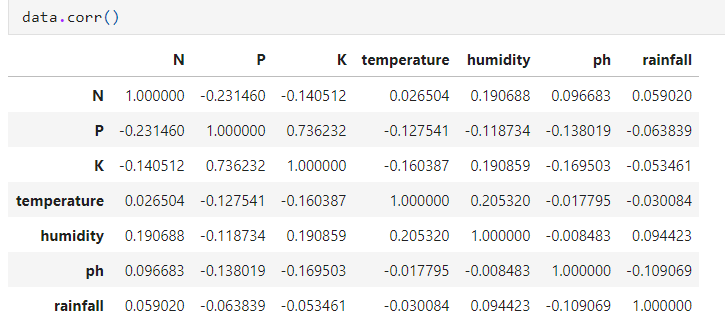 data.corr()
N P K temperature humidity ph rainfall
N 1.000000 -0.231460 -0.140512 0.026504 0.190688 0.096683 0.059020
P -0.231460 1.000000 0.736232 -0.127541 -0.118734 -0.138019 -0.063839
K -0.140512 0.736232 1.000000 -0.160387 0.190859 -0.169503 -0.053461
temperature 0.026504 -0.127541 -0.160387 1.000000 0.205320 -0.017795 -0.030084
humidity 0.190688 -0.118734 0.190859 0.205320 1.000000 -0.008483 0.094423
ph 0.096683 -0.138019 -0.169503 -0.017795 -0.008483 1.000000 -0.109069
rainfall 0.059020 -0.063839 -0.053461 -0.030084 0.094423 -0.109069 1.000000